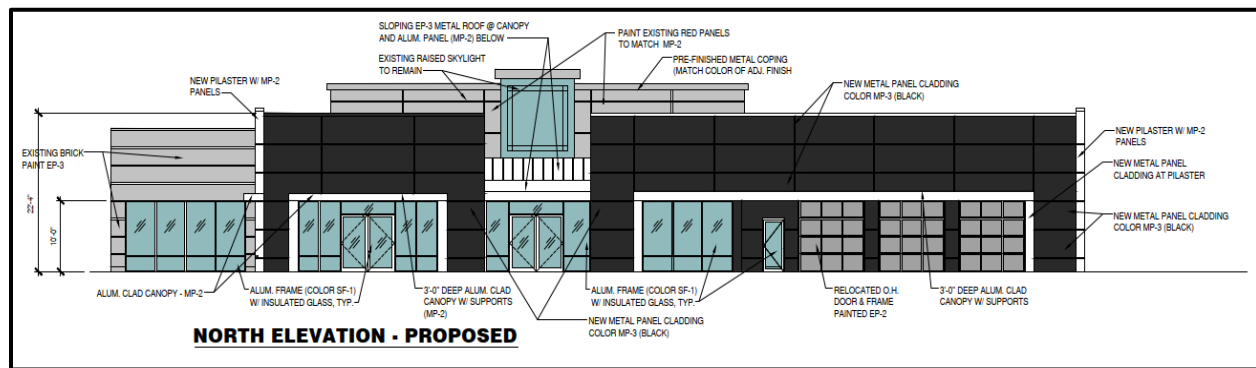 SLOPING EP-3 METAL ROOF @ CANOPY
AND ALUM. PANEL (MP-2) BELOW
PAINT EXISTING RED PANELS
TO MATCH MP-2
EXISTING RAISED SKYLIGHT
TO REMAIN
PRE-FINISHED METAL COPING
(MATCH COLOR OF ADJ. FINISH
NEW PILASTER W/ MP-2
PANELS
NEW METAL PANEL CLADDING
COLOR MP-3 (BLACK)
NEW PILASTER W/ MP-2
PANELS
EXISTING BRICK
PAINT EP-3
NEW METAL PANEL
CLADDING AT PILASTER
22'-4"
10'-0"
NEW METAL PANEL CLADDING
COLOR MP-3 (BLACK)
ALUM. CLAD CANOPY - MP-2
ALUM. FRAME (COLOR SF-1)
W/ INSULATED GLASS, TYP.
3'-0" DEEP ALUM. CLAD
CANOPY W/ SUPPORTS
(MP-2)
ALUM. FRAME (COLOR SF-1)
W/ INSULATED GLASS, TYP.
RELOCATED O.H.
DOOR & FRAME
PAINTED EP-2
3'-0" DEEP ALUM. CLAD
CANOPY W/ SUPPORTS
NEW METAL PANEL CLADDING
COLOR MP-3 (BLACK)
NORTH ELEVATION - PROPOSED